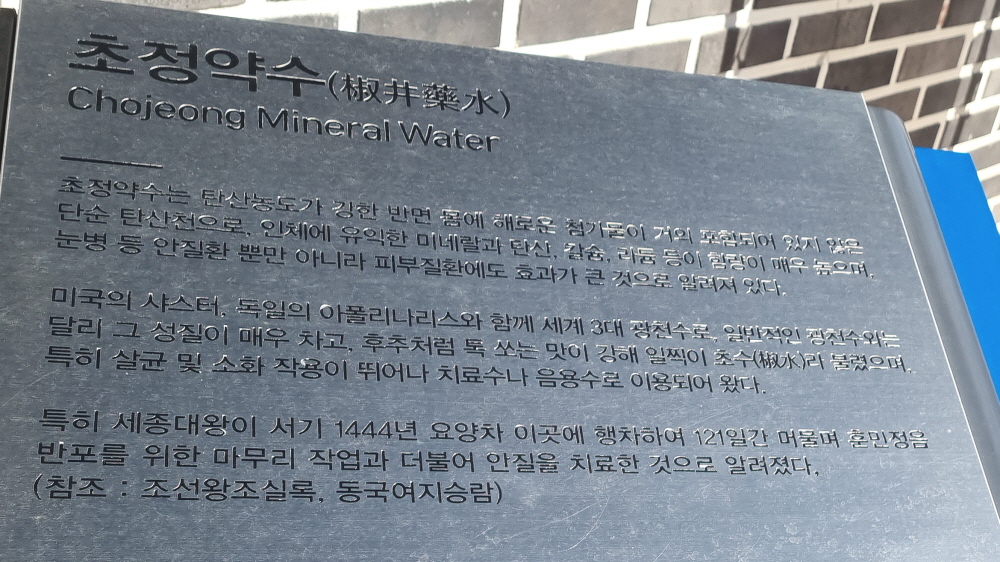 초정약수(椒井藥水)
Chojeong Mineral Water
초정약수는 탄산농도가 강한 반면 몸에 해로운 첨가물이 거의 포함되어 있지 않은
단순 탄산천으로, 인체에 유익한 미네랄과 탄산, 칼슘, 라듐 등이 함량이 매우 높으며,
눈병 등 안질환 뿐만 아니라 피부질환에도 효과가 큰 것으로 알려져 있다.
미국의 샤스터, 독일의 아폴리나리스와 함께 세계 3대 광천수로, 일반적인 광천수와는
달리 그 성질이 매우 차고, 후추처럼 톡 쏘는 맛이 강해 일찍이 초수(椒水)라 불렸으며,
특히 살균 및 소화 작용이 뛰어나 치료수나 음용수로 이용되어 왔다.
특히 세종대왕이 서기 1444년 요양차 이곳에 행차하여 121일간 머물며 훈민정음
반포를 위한 마무리 작업과 더불어 안질을 치료한 것으로 알려졌다.
(참조 : 조선왕조실록, 동국여지승람)